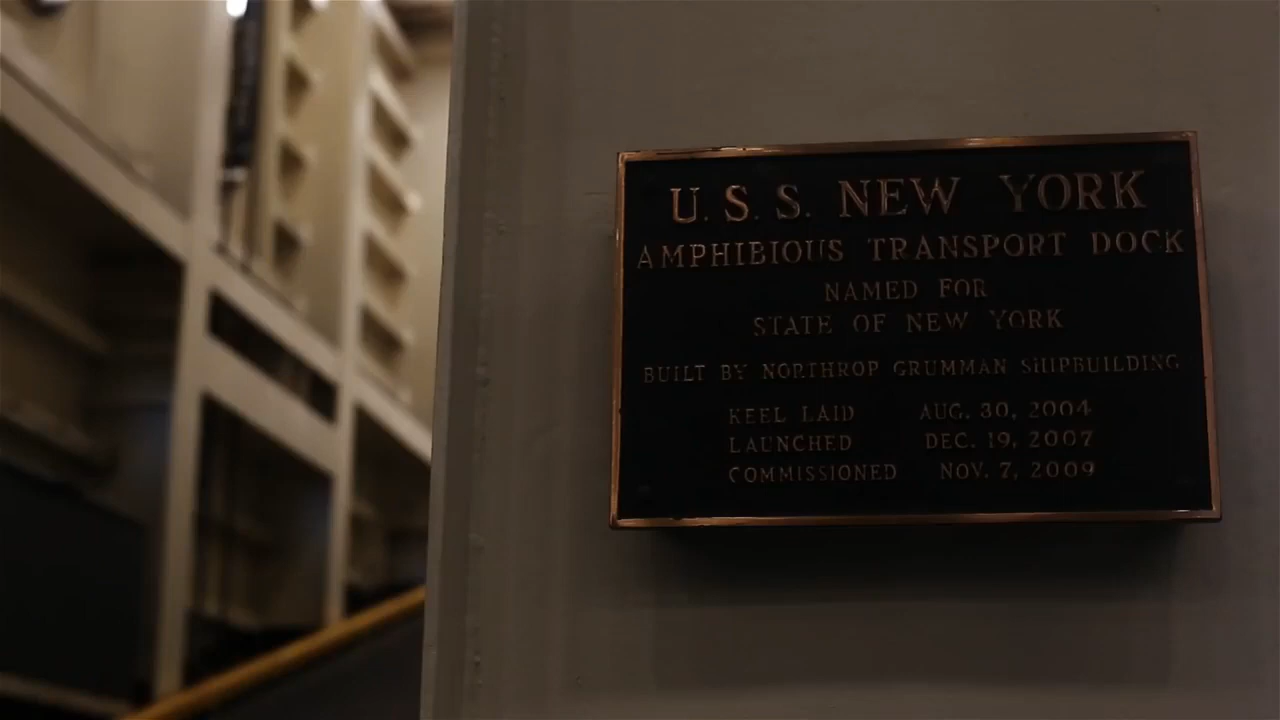 U.S.S. NEW YORK
AMPHIBIOUS TRANSPORT DOCK
NAMED FOR
STATE OF NEW YORK
BUILT BY NORTHROP GRUMMAN SHIPBUILDING
KEEL LAID AUG. 30, 2004
LAUNCHED DEC. 19, 2007
COMMISSIONED NOV. 7, 2009